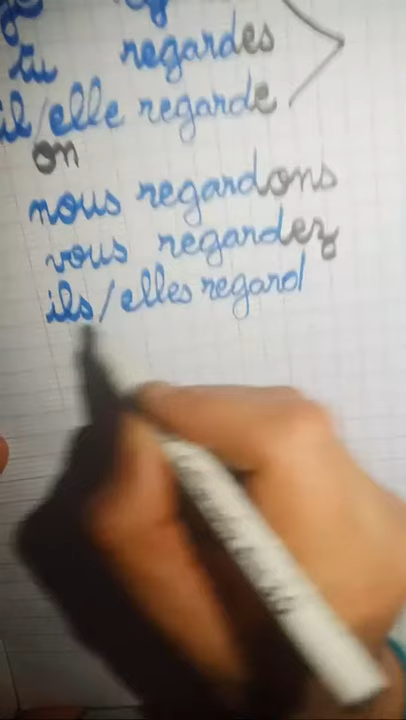 tu regardes
il/elle regarde
on
nous regardons
vous regardez
ils/elles regard